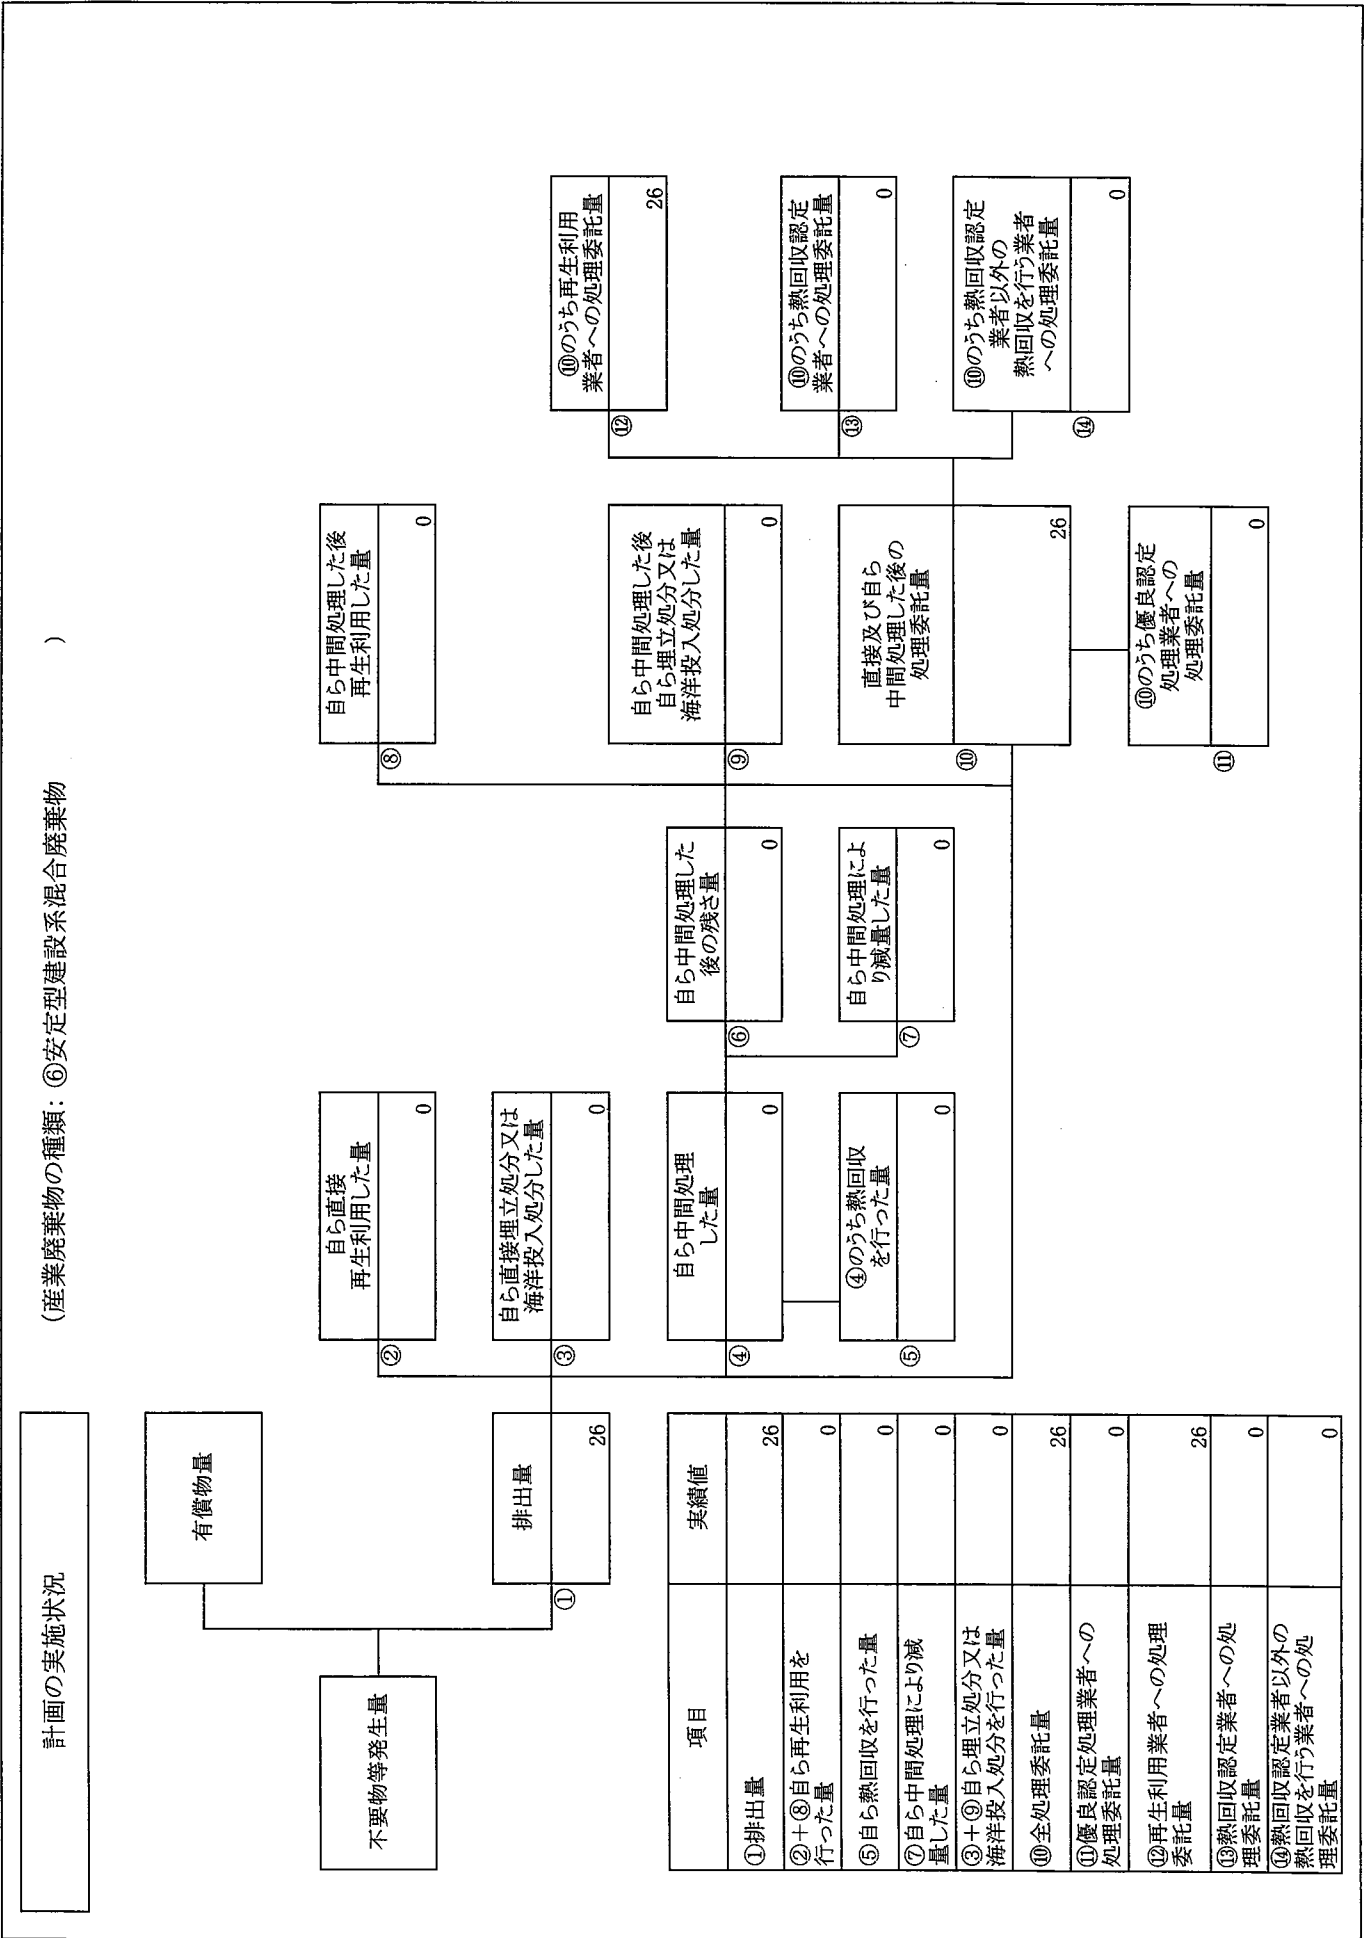 計画の実施状況
(産業廃棄物の種類：⑥安定型建設系混合廃棄物　　　)
有償物量
不要物等発生量
①
排出量
26
②
自ら直接
再生利用した量
0
③
自ら直接埋立処分又は
海洋投入処分した量
0
④
自ら中間処理
した量
0
⑤
④のうち熱回収
を行った量
0
⑥
自ら中間処理した
後の残さ量
0
⑦
自ら中間処理によ
り減量した量
0
⑧
自ら中間処理した後
再生利用した量
0
⑨
自ら中間処理した後
自ら埋立処分又は
海洋投入処分した量
0
⑩
直接及び自ら
中間処理した後の
処理委託量
26
⑪
⑩のうち優良認定
処理業者への
処理委託量
0
⑫
⑩のうち再生利用
業者への処理委託量
26
⑬
⑩のうち熱回収認定
業者への処理委託量
0
⑭
⑩のうち熱回収認定
業者以外の
熱回収を行う業者
への処理委託量
0
項目 実績値
①排出量 26
②＋⑧自ら再生利用を
行った量 0
⑤自ら熱回収を行った量 0
⑦自ら中間処理により減
量した量 0
③＋⑨自ら埋立処分又は
海洋投入処分を行った量 0
⑩全処理委託量 26
⑪優良認定処理業者への
処理委託量 0
⑫再生利用業者への処理
委託量 26
⑬熱回収認定業者への処
理委託量 0
⑭熱回収認定業者以外の
熱回収を行う業者への処
理委託量 0